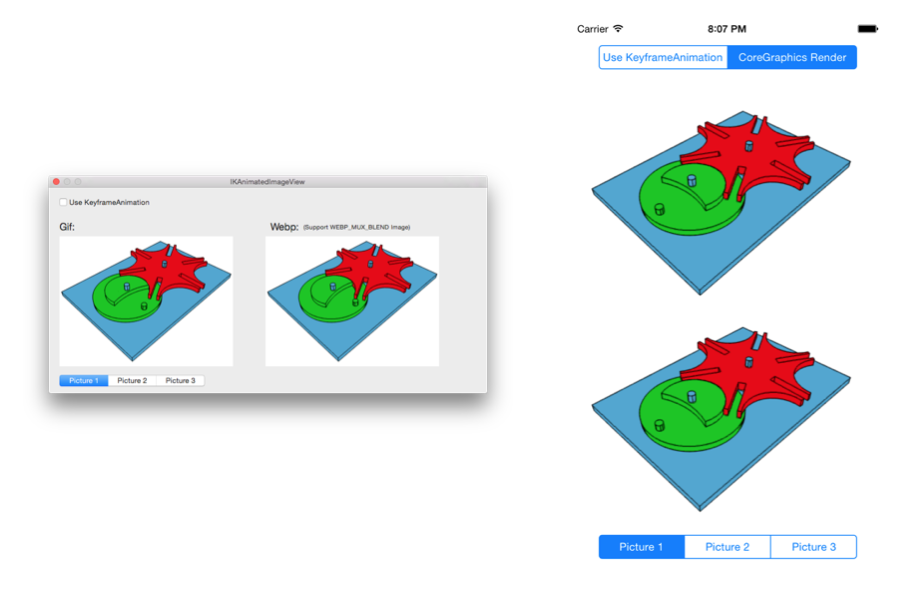 IKAnimatedImageView
Use KeyframeAnimation
Gif:
Webp: (Support WEBP_MUX_BLEND Image)
Picture 1 Picture 2 Picture 3
Carrier 8:07 PM
Use KeyframeAnimation CoreGraphics Render
Picture 1 Picture 2 Picture 3